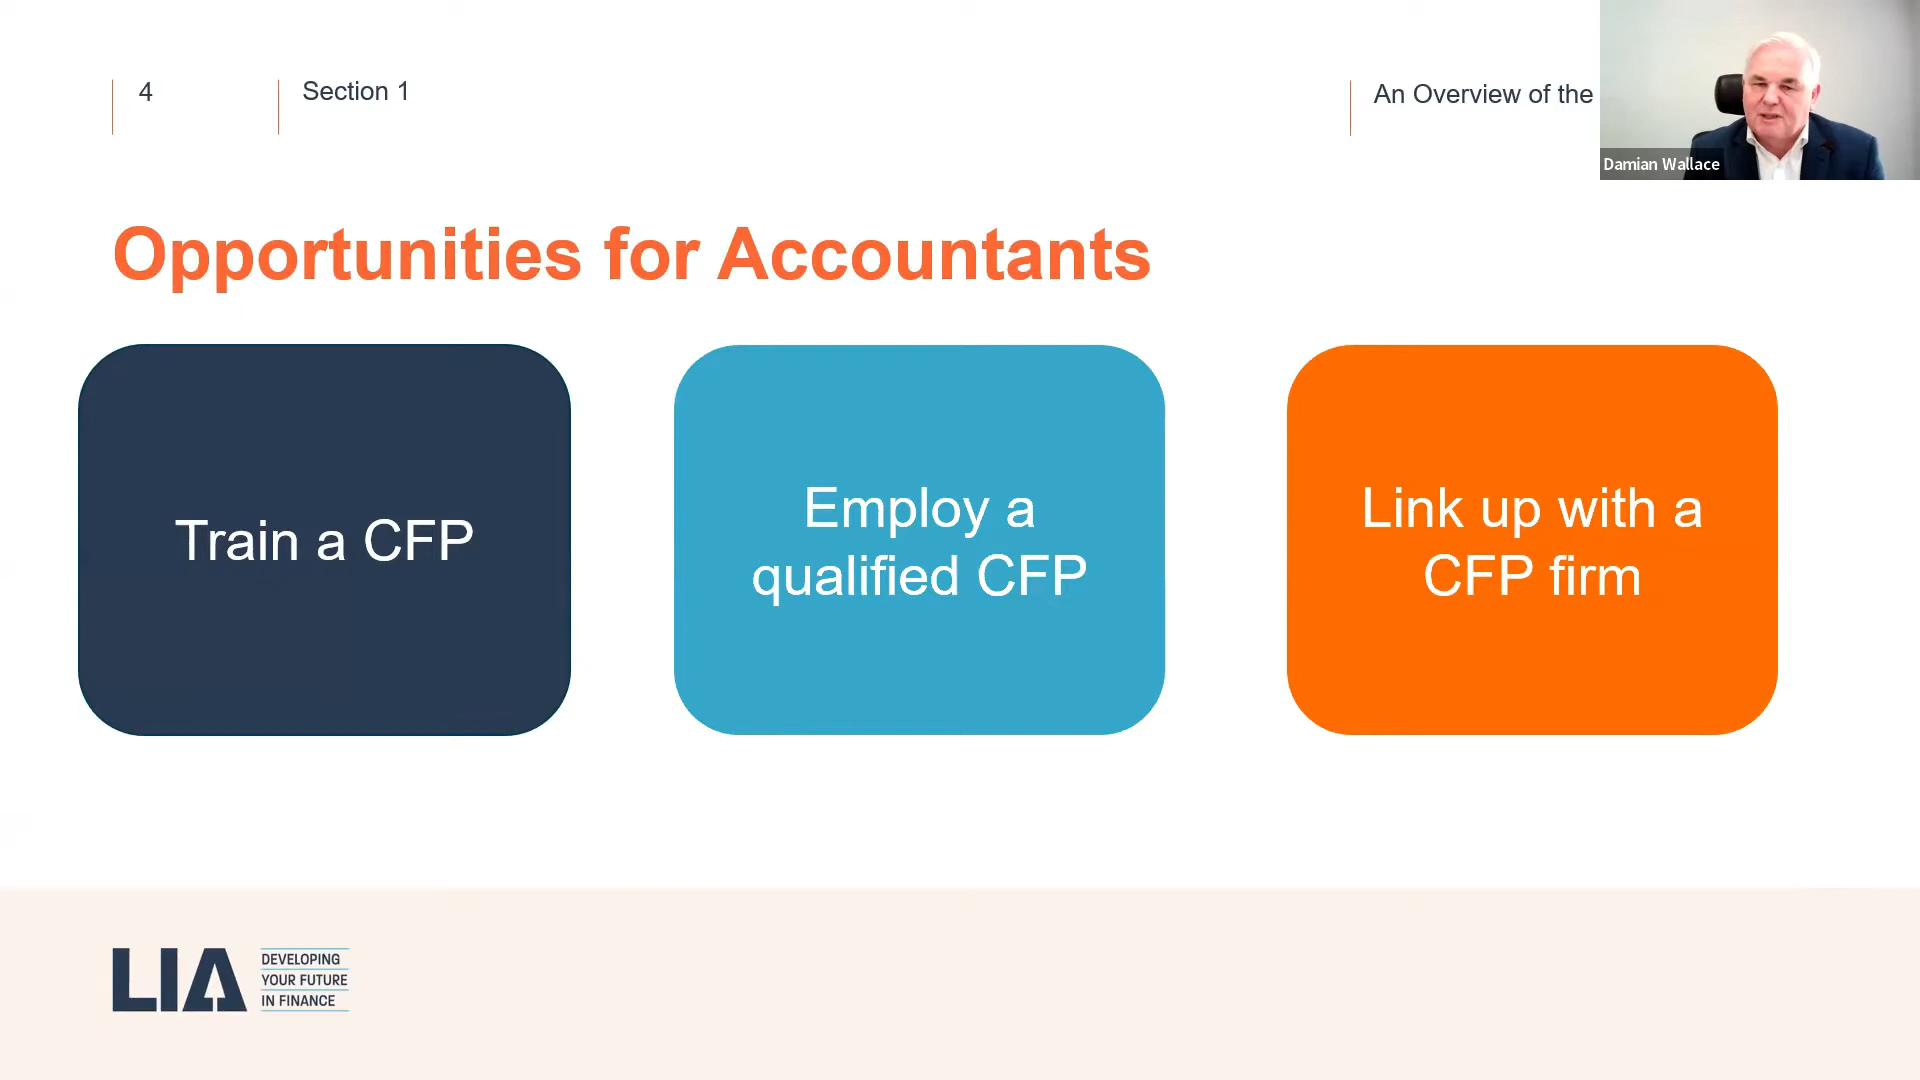 4
Section 1
An Overview of the
Damian Wallace
Opportunities for Accountants
Train a CFP
Employ a
qualified CFP
Link up with a
CFP firm
LIA
DEVELOPING
YOUR FUTURE
IN FINANCE